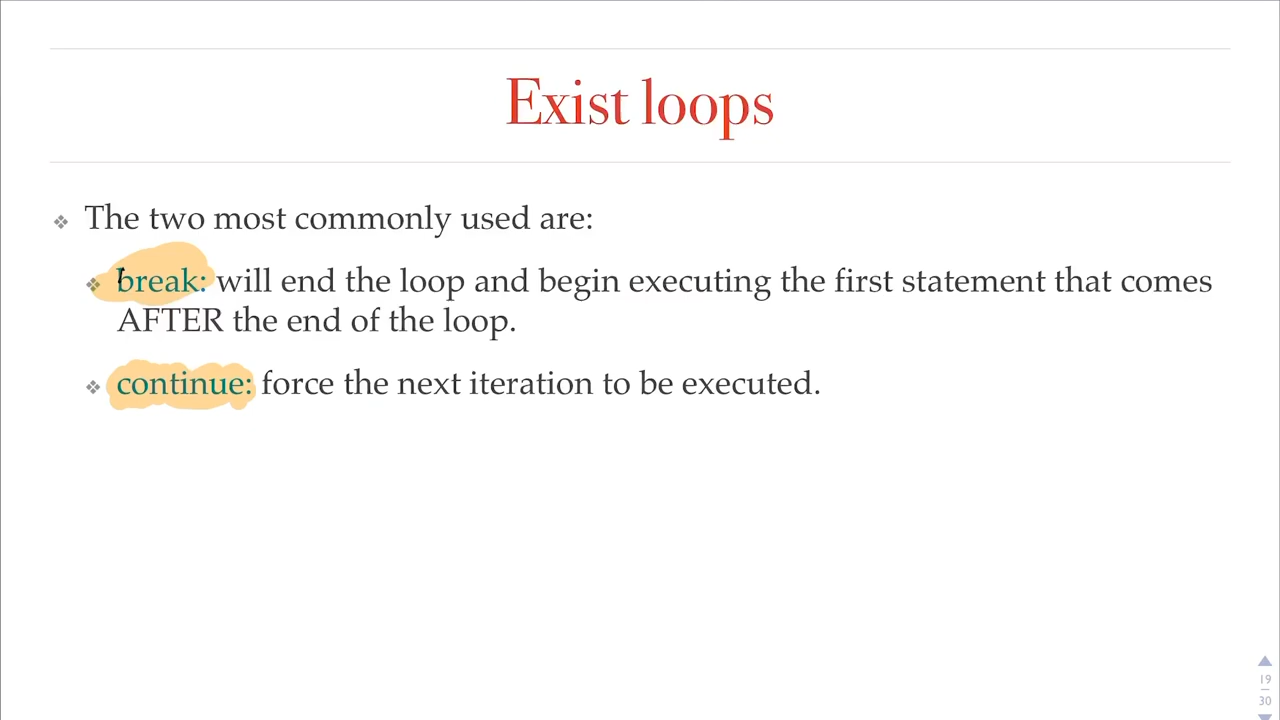 Exist loops
The two most commonly used are:
break: will end the loop and begin executing the first statement that comes
AFTER the end of the loop.
continue: force the next iteration to be executed.
19
30